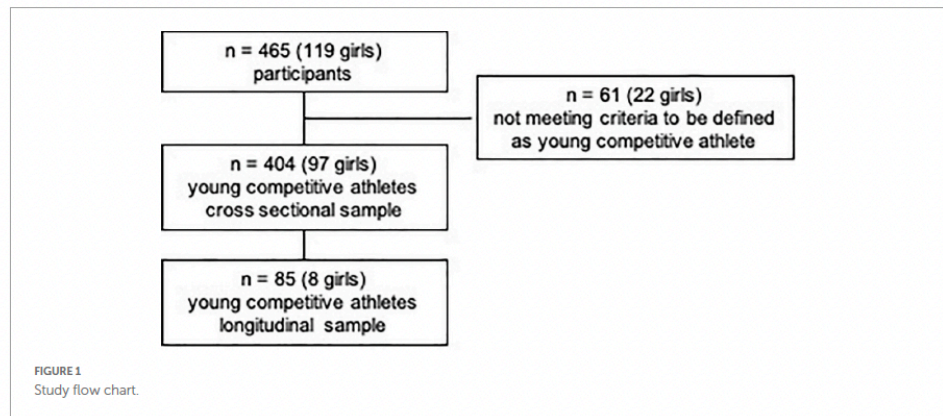 n = 465 (119 girls)
participants
n = 61 (22 girls)
not meeting criteria to be defined
as young competitive athlete
n = 404 (97 girls)
young competitive athletes
cross sectional sample
n = 85 (8 girls)
young competitive athletes
longitudinal sample
FIGURE 1
Study flow chart.